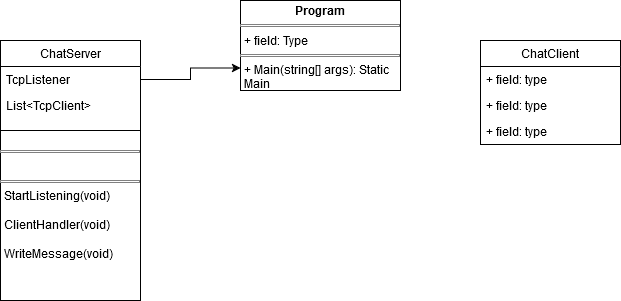 Program
+ field: Type
+ Main(string[] args): Static
Main
ChatServer
TcpListener
List<TcpClient>
StartListening(void)
ClientHandler(void)
WriteMessage(void)
ChatClient
+ field: type
+ field: type
+ field: type